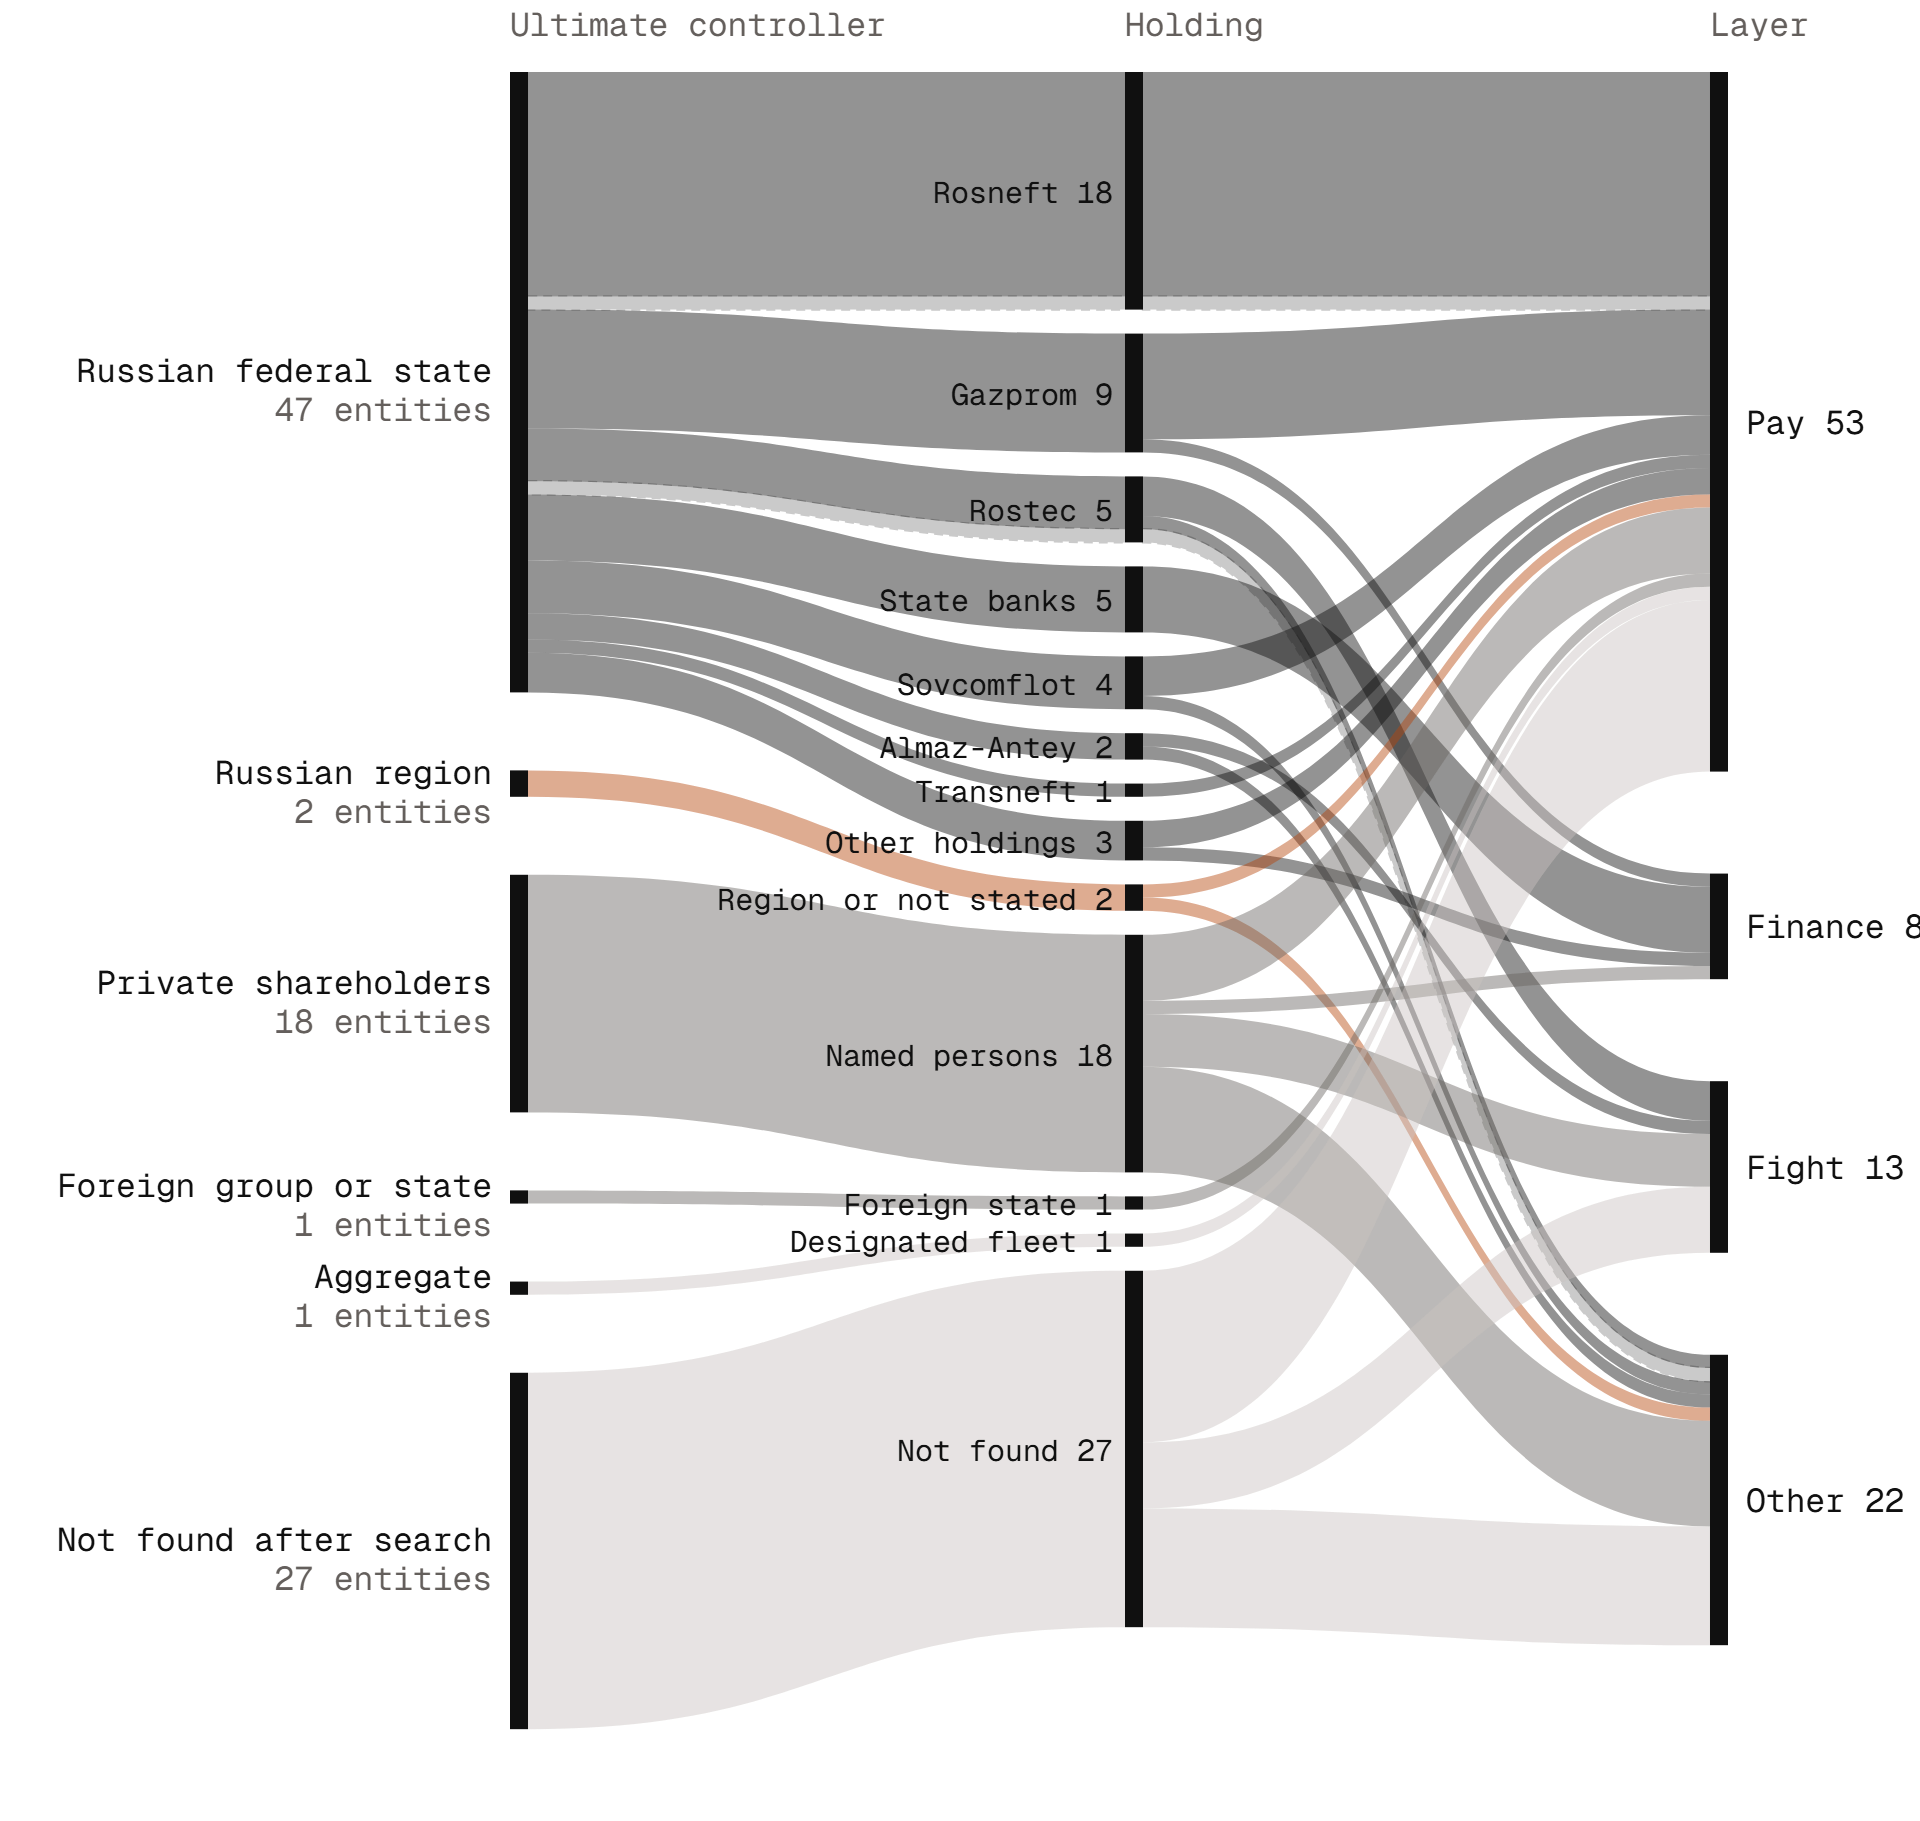 Ultimate controller
Holding
Layer
Rosneft 18
Russian federal state
47 entities
Gazprom 9
Pay 53
Rostec 5
State banks 5
Sovcomflot 4
Almaz-Antey 2
Russian region
2 entities
Transneft 1
Other holdings 3
Region or not stated 2
Finance 8
Private shareholders
18 entities
Named persons 18
Fight 13
Foreign group or state
1 entities
Foreign state 1
Designated fleet 1
Aggregate
1 entities
Not found 27
Other 22
Not found after search
27 entities